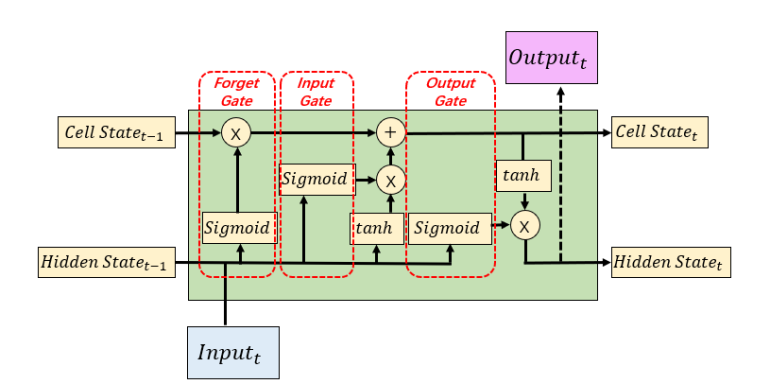 Output_t
Forget
Gate
Input
Gate
Output
Gate
Cell State_{t-1}
X
+
Cell State_t
Sigmoid
X
tanh
Sigmoid
tanh
Sigmoid
X
Hidden State_{t-1}
Hidden State_t
Input_t